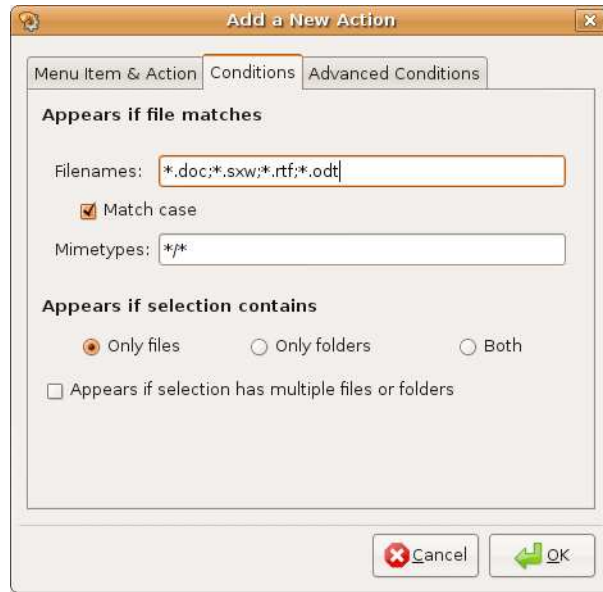 Add a New Action
Menu Item & Action Conditions Advanced Conditions
Appears if file matches
Filenames: *.doc;*.sxw;*.rtf;*.odt
Match case
Mimetypes: */*
Appears if selection contains
Only files Only folders Both
Appears if selection has multiple files or folders
Cancel OK